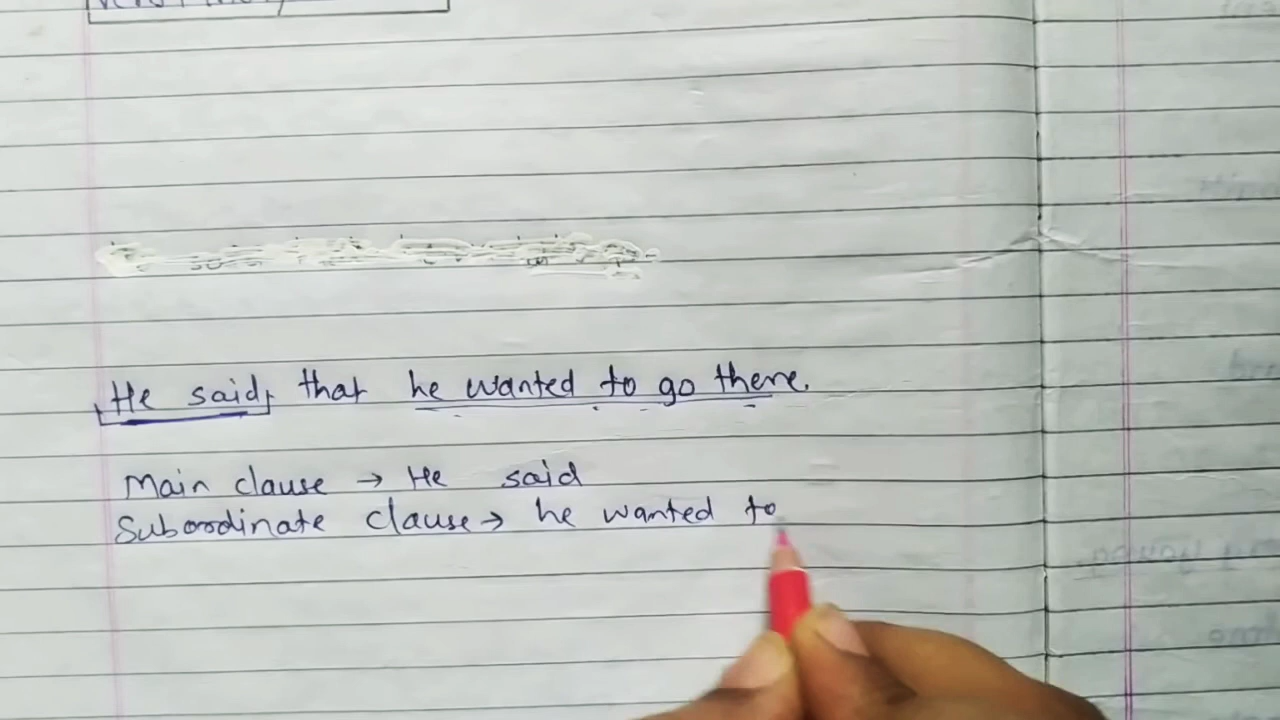 He said, that he wanted to go there.
Main clause → He said
Subordinate clause → he wanted to